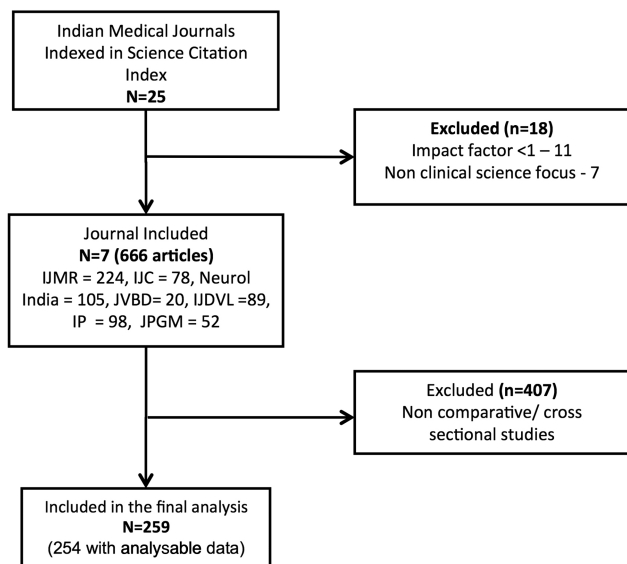 Indian Medical Journals
Indexed in Science Citation
Index
N=25
Excluded (n=18)
Impact factor <1 – 11
Non clinical science focus - 7
Journal Included
N=7 (666 articles)
IJMR = 224, IJC = 78, Neurol
India = 105, JVBD= 20, IJDVL =89,
IP = 98, JPGM = 52
Excluded (n=407)
Non comparative/ cross
sectional studies
Included in the final analysis
N=259
(254 with analysable data)